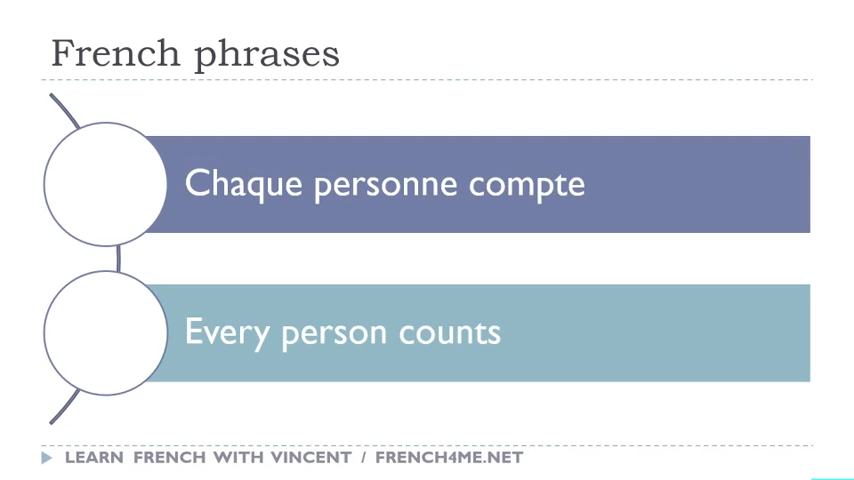 French phrases
Chaque personne compte
Every person counts
LEARN FRENCH WITH VINCENT / FRENCH4ME.NET